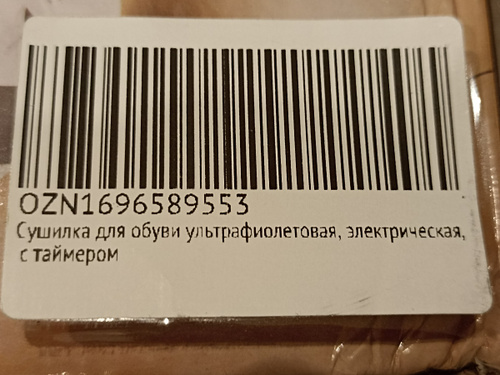 OZN1696589553
Сушилка для обуви ультрафиолетовая, электрическая,
с таймером